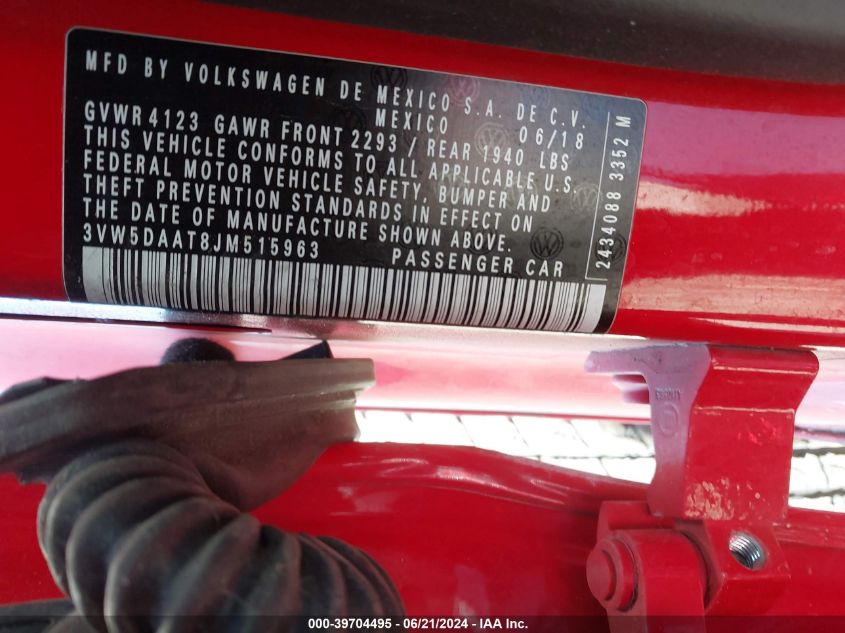 MFD BY VOLKSWAGEN DE MEXICO S.A. DE C.V.
MEXICO 06/18
GVWR 4123 GAWR FRONT 2293 / REAR 1940 LBS
THIS VEHICLE CONFORMS TO ALL APPLICABLE U.S.
FEDERAL MOTOR VEHICLE SAFETY, BUMPER AND
THEFT PREVENTION STANDARDS IN EFFECT ON
THE DATE OF MANUFACTURE SHOWN ABOVE.
3VW5DAAT8JM515963 PASSENGER CAR
2434088 3352 M
000-39704495 - 06/21/2024 - IAA Inc.